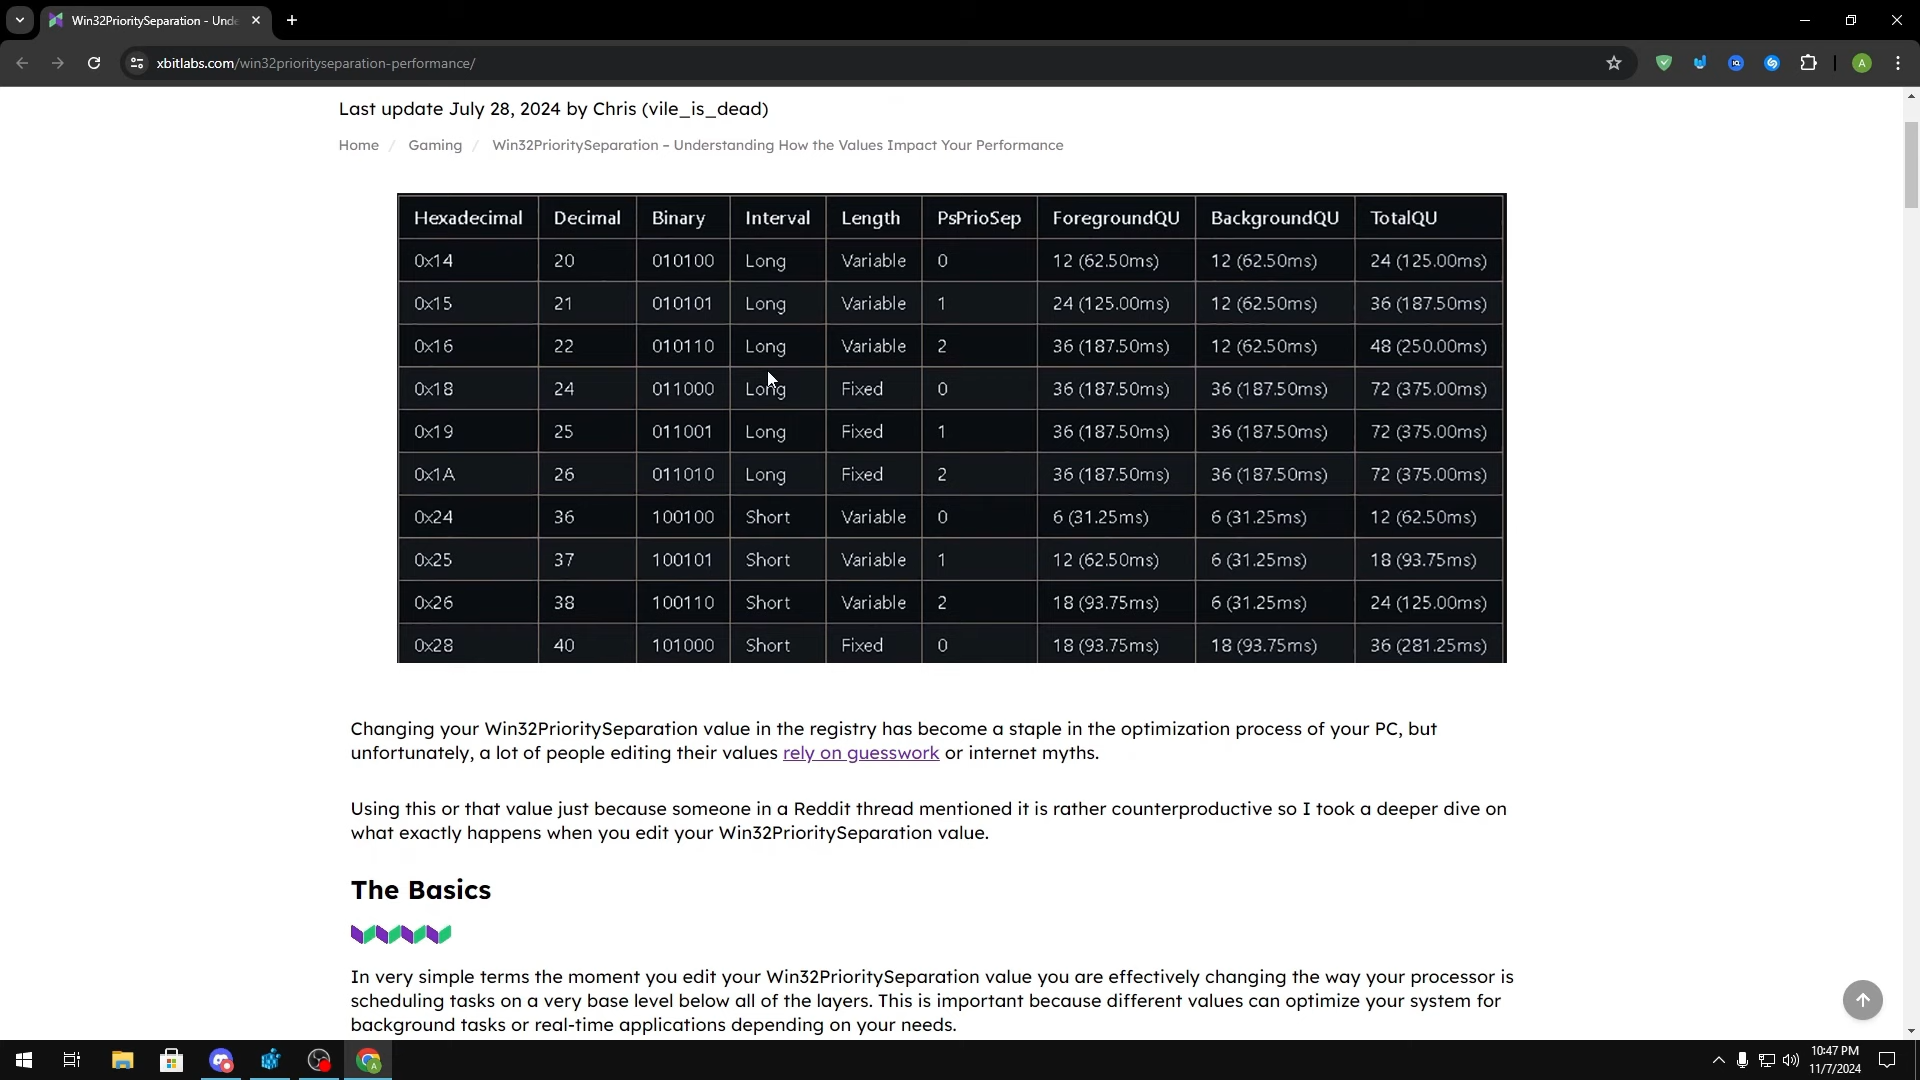 Win32PrioritySeparation - Unde
xbitlabs.com/win32priorityseparation-performance/
A
Last update July 28, 2024 by Chris (vile_is_dead)
Home / Gaming / Win32PrioritySeparation – Understanding How the Values Impact Your Performance
Hexadecimal Decimal Binary Interval Length PsPrioSep ForegroundQU BackgroundQU TotalQU
0x14 20 010100 Long Variable 0 12 (62.50ms) 12 (62.50ms) 24 (125.00ms)
0x15 21 010101 Long Variable 1 24 (125.00ms) 12 (62.50ms) 36 (187.50ms)
0x16 22 010110 Long Variable 2 36 (187.50ms) 12 (62.50ms) 48 (250.00ms)
0x18 24 011000 Long Fixed 0 36 (187.50ms) 36 (187.50ms) 72 (375.00ms)
0x19 25 011001 Long Fixed 1 36 (187.50ms) 36 (187.50ms) 72 (375.00ms)
0x1A 26 011010 Long Fixed 2 36 (187.50ms) 36 (187.50ms) 72 (375.00ms)
0x24 36 100100 Short Variable 0 6 (31.25ms) 6 (31.25ms) 12 (62.50ms)
0x25 37 100101 Short Variable 1 12 (62.50ms) 6 (31.25ms) 18 (93.75ms)
0x26 38 100110 Short Variable 2 18 (93.75ms) 6 (31.25ms) 24 (125.00ms)
0x28 40 101000 Short Fixed 0 18 (93.75ms) 18 (93.75ms) 36 (281.25ms)
Changing your Win32PrioritySeparation value in the registry has become a staple in the optimization process of your PC, but
unfortunately, a lot of people editing their values rely on guesswork or internet myths.
Using this or that value just because someone in a Reddit thread mentioned it is rather counterproductive so I took a deeper dive on
what exactly happens when you edit your Win32PrioritySeparation value.
The Basics
In very simple terms the moment you edit your Win32PrioritySeparation value you are effectively changing the way your processor is
scheduling tasks on a very base level below all of the layers. This is important because different values can optimize your system for
background tasks or real-time applications depending on your needs.
10:47 PM
11/7/2024